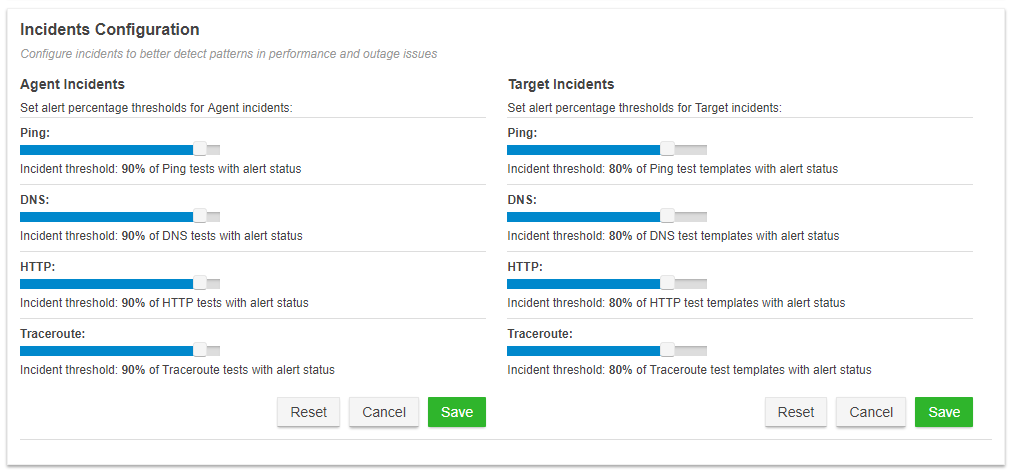 Incidents Configuration
Configure incidents to better detect patterns in performance and outage issues
Agent Incidents
Set alert percentage thresholds for Agent incidents:
Ping:
Incident threshold: 90% of Ping tests with alert status
DNS:
Incident threshold: 90% of DNS tests with alert status
HTTP:
Incident threshold: 90% of HTTP tests with alert status
Traceroute:
Incident threshold: 90% of Traceroute tests with alert status
Reset Cancel Save
Target Incidents
Set alert percentage thresholds for Target incidents:
Ping:
Incident threshold: 80% of Ping test templates with alert status
DNS:
Incident threshold: 80% of DNS test templates with alert status
HTTP:
Incident threshold: 80% of HTTP test templates with alert status
Traceroute:
Incident threshold: 80% of Traceroute test templates with alert status
Reset Cancel Save